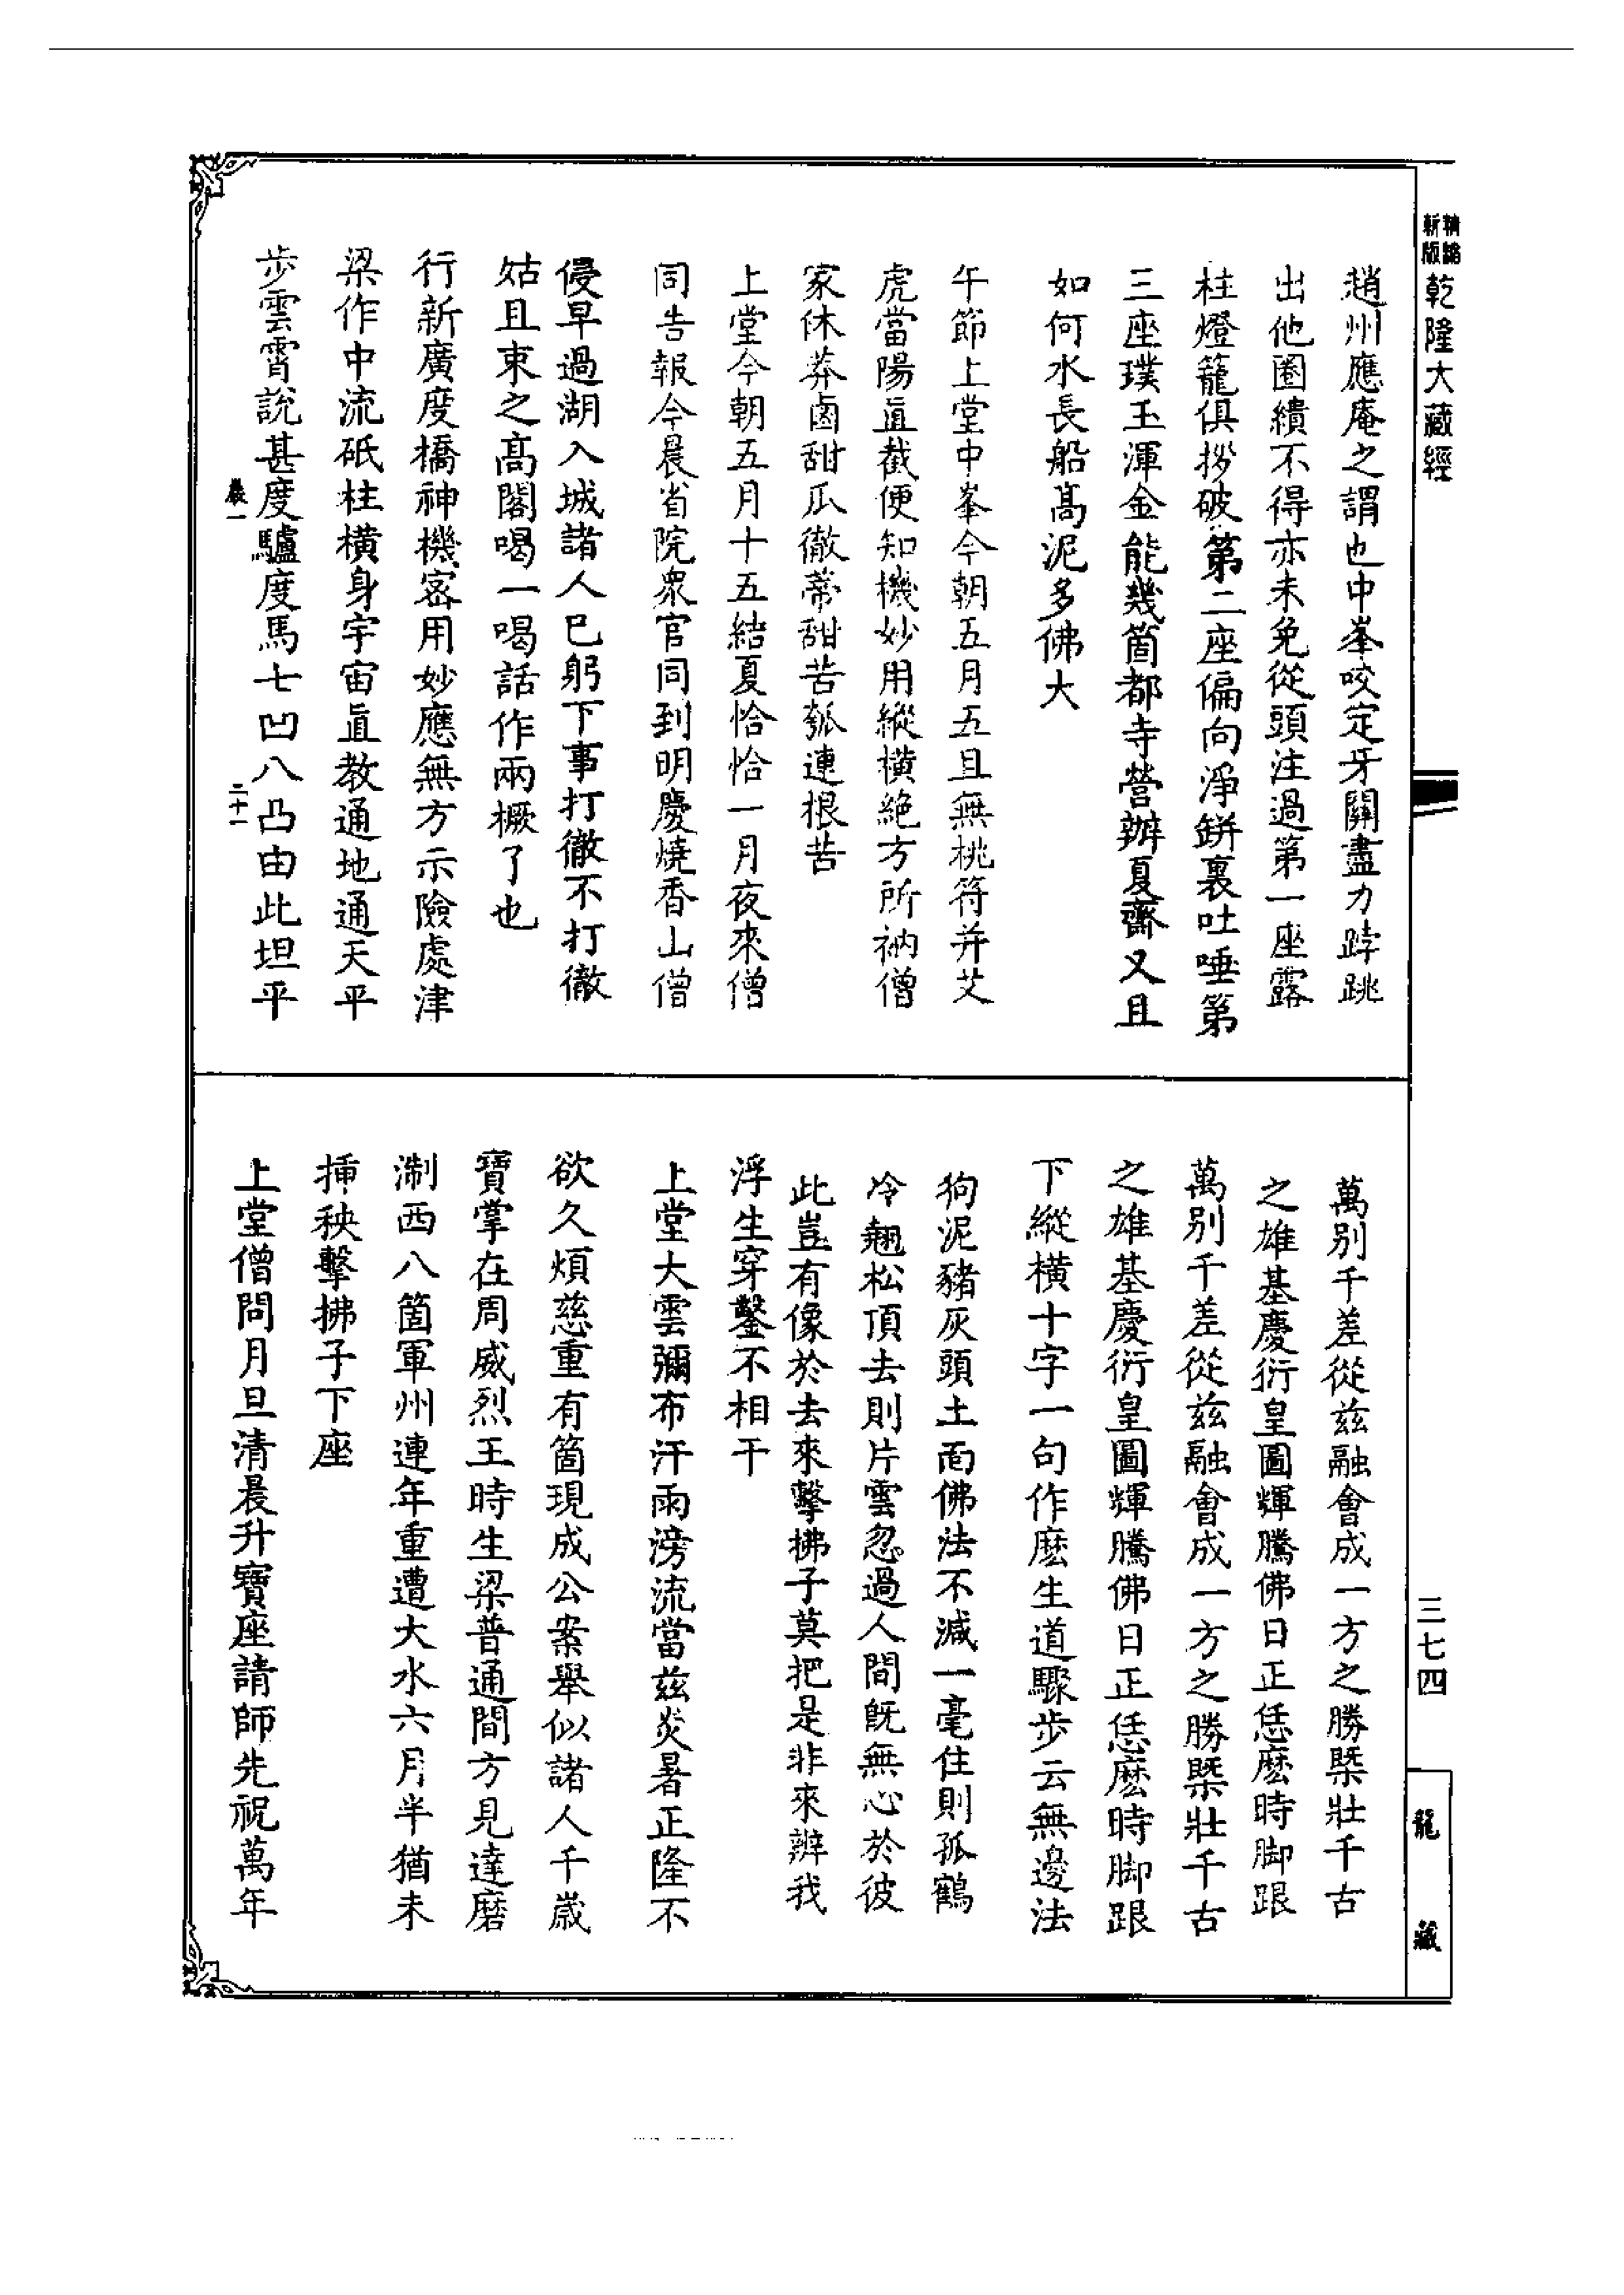 精繕新版乾隆大藏經
趙州應庵之謂也中峯咬定牙關盡力踍跳
出他圈繢不得亦未免從頭注過第一座露
柱燈籠俱拶破第二座偏向淨缾裏吐唾第
三座璞玉渾金能幾箇都寺營辦夏齋又且
如何水長船高泥多佛大
午節上堂中峯今朝五月五且無桃符并艾
虎當陽直截便知機妙用縱橫絕方所衲僧
家休莽鹵甜瓜徹蒂甜苦瓠連根苦
上堂今朝五月十五結夏恰恰一月夜來僧
同告報今晨省院眾官同到明慶燒香山僧
侵早過湖入城諸人巳躬下事打徹不打徹
姑且束之高閣喝一喝話作兩橛了也
行新廣度橋神機密用妙應無方示險處津
梁作中流砥柱橫身宇宙直教通地通天平
步雲霄說甚度驢度馬七凹八凸由此坦平
二十一
萬別千差從茲融會成一方之勝槩壯千古
之雄基慶衍皇圖輝騰佛日正恁麽時脚跟
萬別千差從茲融會成一方之勝槩壯千古
之雄基慶衍皇圖輝騰佛日正恁麽時脚跟
下縱橫十字一句作麽生道驟步云無邊法
狗泥豬灰頭土面佛法不減一毫住則孤鶴
冷翹松頂去則片雲忽過人間旣無心於彼
此豈有像於去來擊拂子莫把是非來辨我
浮生穿鑿不相干
上堂大雲彌布汗雨滂流當茲炎暑正隆不
欲久煩慈重有箇現成公案舉似諸人千嵗
寶掌在周威烈王時生梁普通間方見達磨
淛西八箇軍州連年重遭大水六月半猶未
揷秧擊拂子下座
上堂僧問月旦清晨升寶座請師先祝萬年
三七四
龍藏